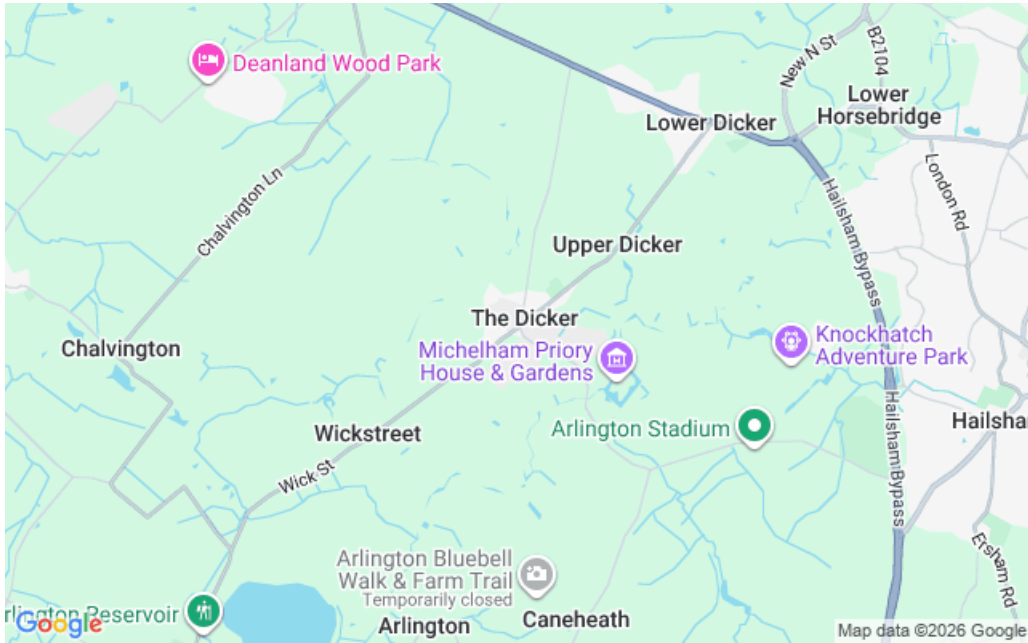 New N St
B2104
Deanland Wood Park
Lower
Horsebridge
Lower Dicker
London Rd
Chalvington Ln
Hailsham Bypass
Upper Dicker
The Dicker
Knockhatch
Adventure Park
Chalvington
Michelham Priory
House & Gardens
Hailsham Bypass
Hailsha
Arlington Stadium
Wickstreet
Wick St
Ersham Rd
Arlington Bluebell
Walk & Farm Trail
Temporarily closed
rlington Reservoir
Caneheath
Arlington
Google
Map data ©2026 Google